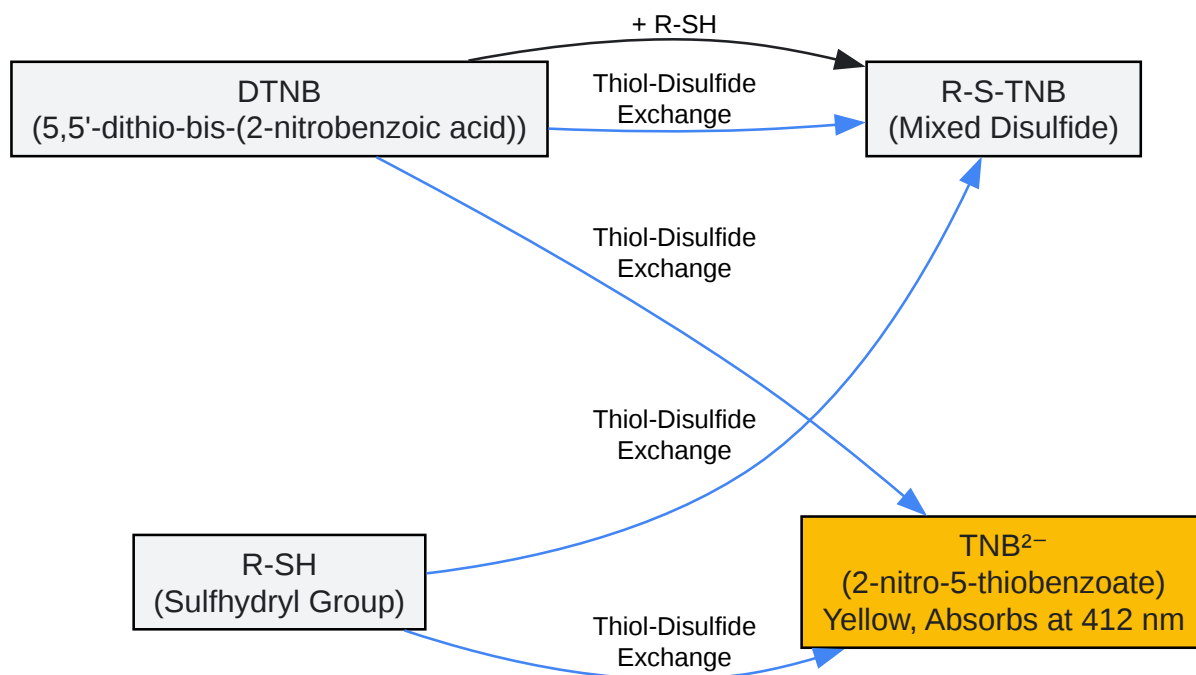 + R-SH
DTNB
(5,5'-dithio-bis-(2-nitrobenzoic acid))
Thiol-Disulfide
Exchange
R-S-TNB
(Mixed Disulfide)
Thiol-Disulfide
Exchange
Thiol-Disulfide
Exchange
R-SH
(Sulfhydryl Group)
Thiol-Disulfide
Exchange
TNB²⁻
(2-nitro-5-thiobenzoate)
Yellow, Absorbs at 412 nm